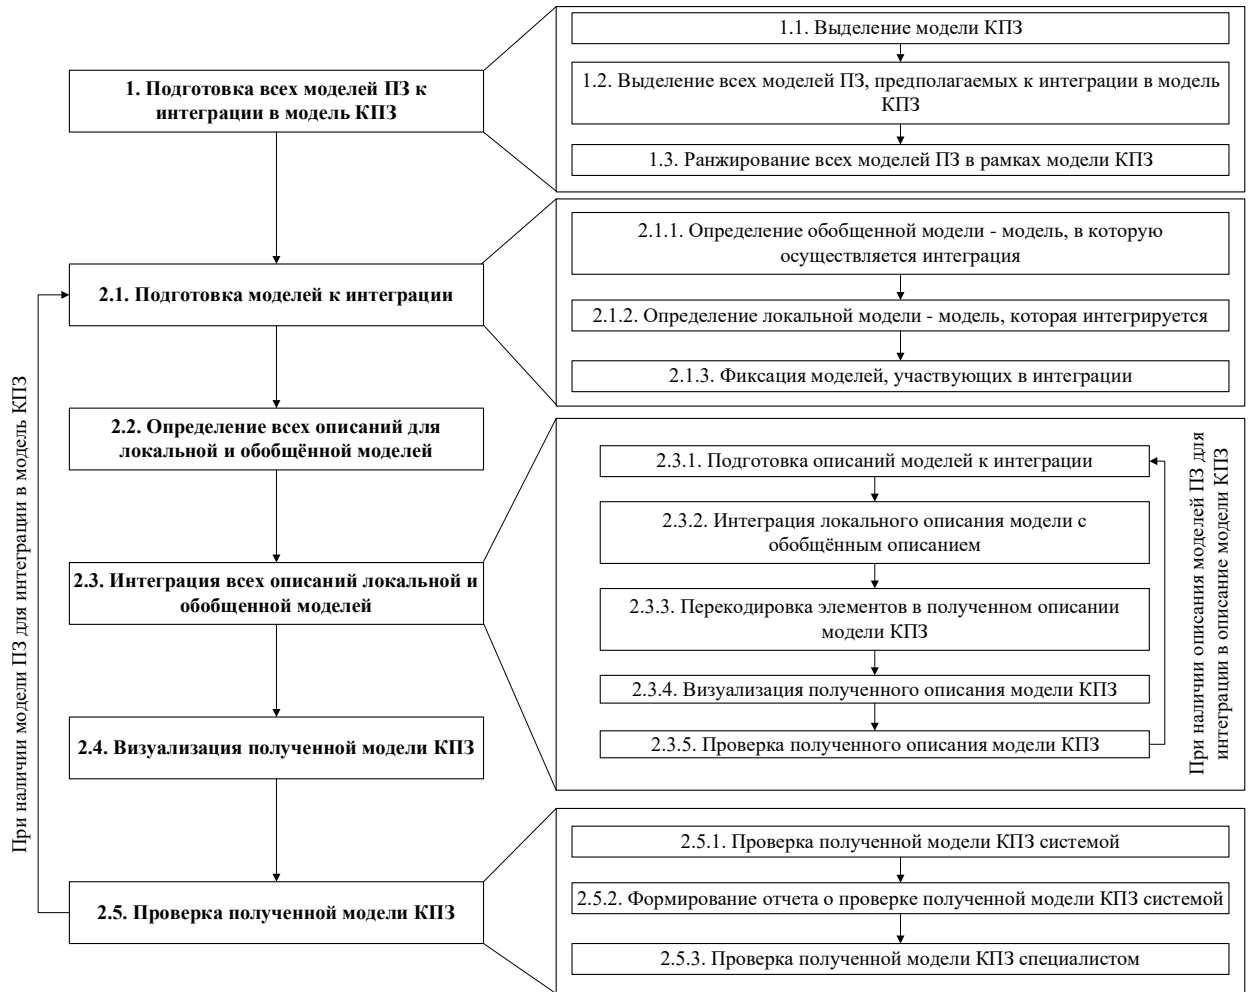 1. Подготовка всех моделей ПЗ к
интеграции в модель КПЗ
1.1. Выделение модели КПЗ
1.2. Выделение всех моделей ПЗ, предполагаемых к интеграции в модель
КПЗ
1.3. Ранжирование всех моделей ПЗ в рамках модели КПЗ
2.1. Подготовка моделей к интеграции
2.1.1. Определение обобщенной модели - модель, в которую
осуществляется интеграция
2.1.2. Определение локальной модели - модель, которая интегрируется
2.1.3. Фиксация моделей, участвующих в интеграции
2.2. Определение всех описаний для
локальной и обобщённой моделей
2.3. Интеграция всех описаний локальной и
обобщенной моделей
2.3.1. Подготовка описаний моделей к интеграции
2.3.2. Интеграция локального описания модели с
обобщённым описанием
2.3.3. Перекодировка элементов в полученном описании
модели КПЗ
2.3.4. Визуализация полученного описания модели КПЗ
2.3.5. Проверка полученного описания модели КПЗ
При наличии описания моделей ПЗ для
интеграции в описание модели КПЗ
2.4. Визуализация полученной модели КПЗ
2.5. Проверка полученной модели КПЗ
2.5.1. Проверка полученной модели КПЗ системой
2.5.2. Формирование отчета о проверке полученной модели КПЗ системой
2.5.3. Проверка полученной модели КПЗ специалистом
При наличии модели ПЗ для интеграции в модель КПЗ